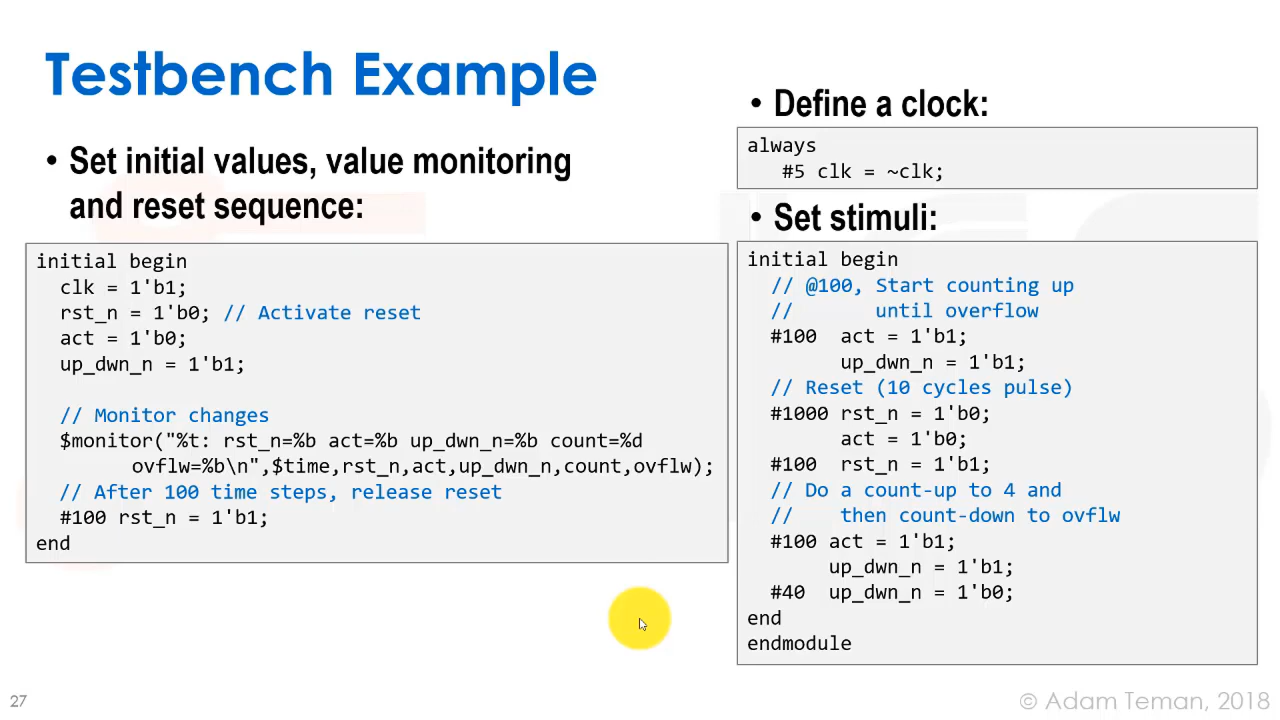 Testbench Example
• Set initial values, value monitoring
and reset sequence:
initial begin
clk = 1'b1;
rst_n = 1'b0; // Activate reset
act = 1'b0;
up_dwn_n = 1'b1;
// Monitor changes
$monitor("%t: rst_n=%b act=%b up_dwn_n=%b count=%d
ovflw=%b\n",$time,rst_n,act,up_dwn_n,count,ovflw);
// After 100 time steps, release reset
#100 rst_n = 1'b1;
end
• Define a clock:
always
#5 clk = ~clk;
• Set stimuli:
initial begin
// @100, Start counting up
// until overflow
#100 act = 1'b1;
up_dwn_n = 1'b1;
// Reset (10 cycles pulse)
#1000 rst_n = 1'b0;
act = 1'b0;
#100 rst_n = 1'b1;
// Do a count-up to 4 and
// then count-down to ovflw
#100 act = 1'b1;
up_dwn_n = 1'b1;
#40 up_dwn_n = 1'b0;
end
endmodule
27
© Adam Teman, 2018